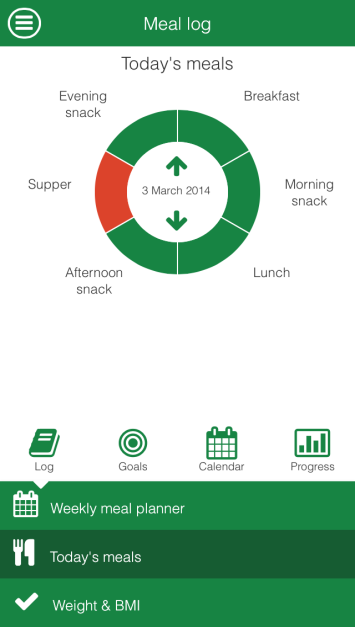 Meal log
Today's meals
Evening
snack
Breakfast
Supper
3 March 2014
Morning
snack
Afternoon
snack
Lunch
Log
Goals
Calendar
Progress
Weekly meal planner
Today's meals
Weight & BMI